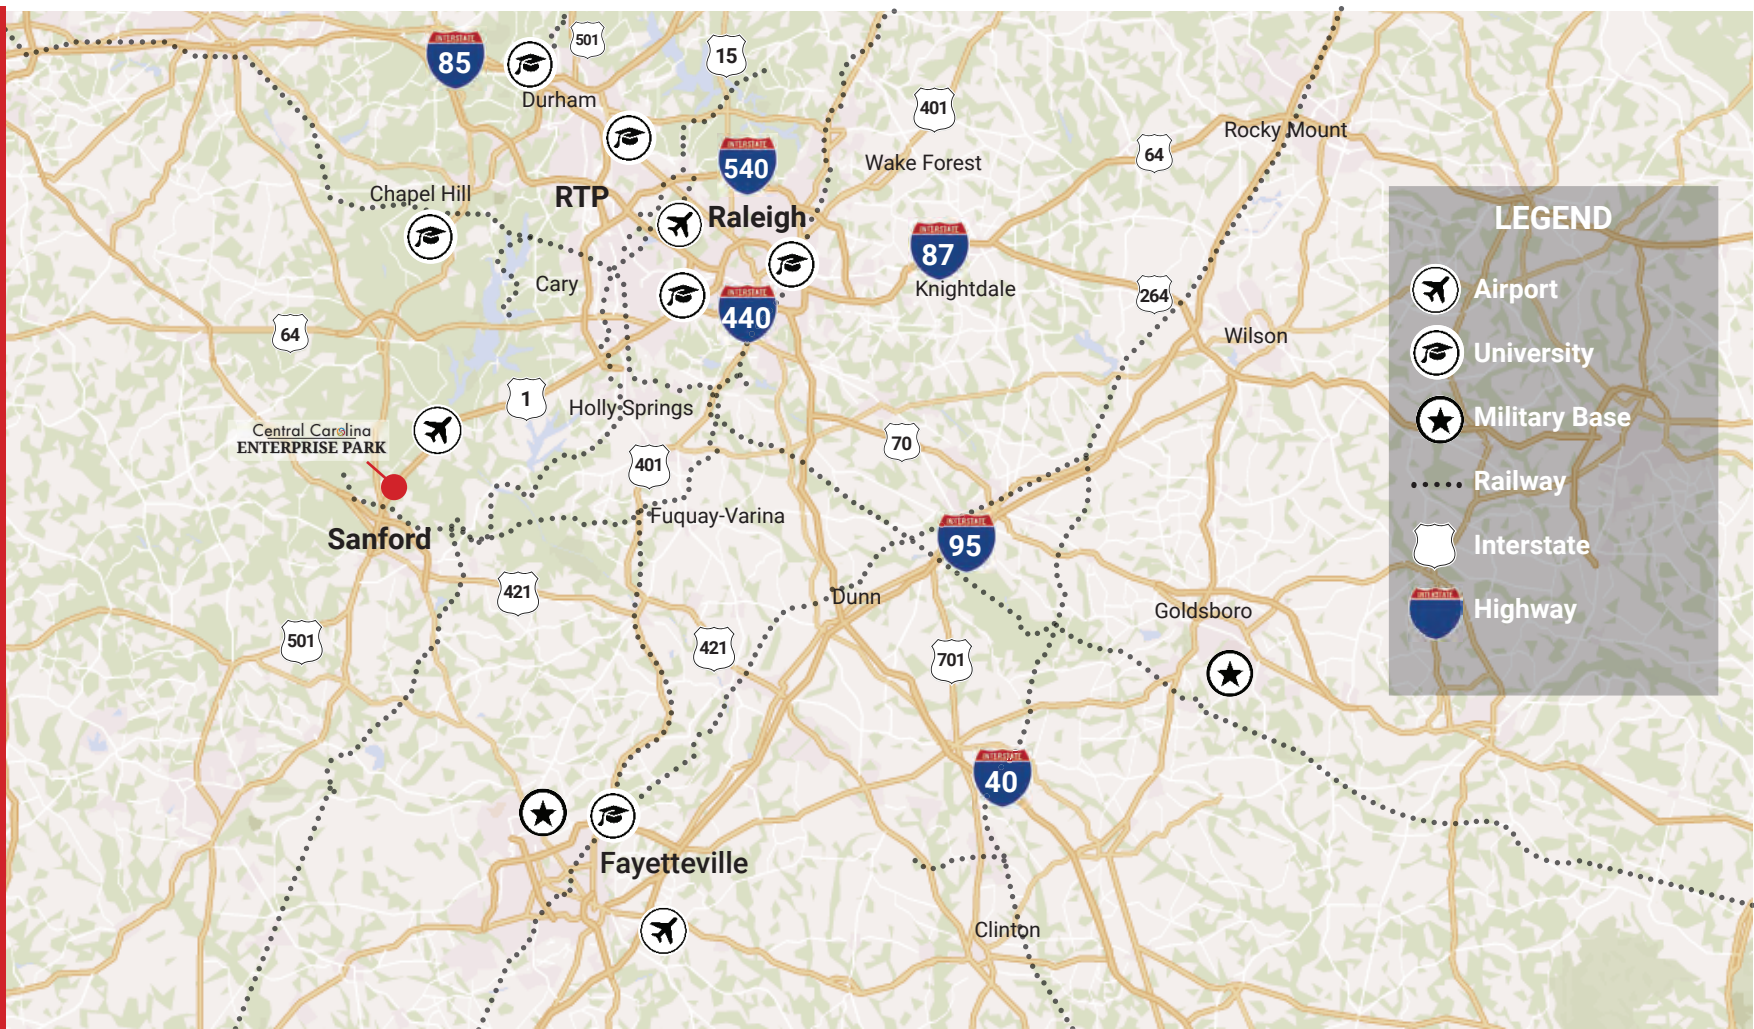 501
INTERSTATE
85
15
Durham
401
Rocky Mount
INTERSTATE
540
64
Wake Forest
Chapel Hill
RTP
Raleigh
INTERSTATE
87
Cary
Knightdale
264
INTERSTATE
440
64
Wilson
1
Holly Springs
Central Carolina
ENTERPRISE PARK
70
401
Fuquay-Varina
Sanford
INTERSTATE
95
421
Dunn
Goldsboro
501
421
701
INTERSTATE
40
Fayetteville
Clinton
LEGEND
Airport
University
Military Base
Railway
Interstate
INTERSTATE
Highway